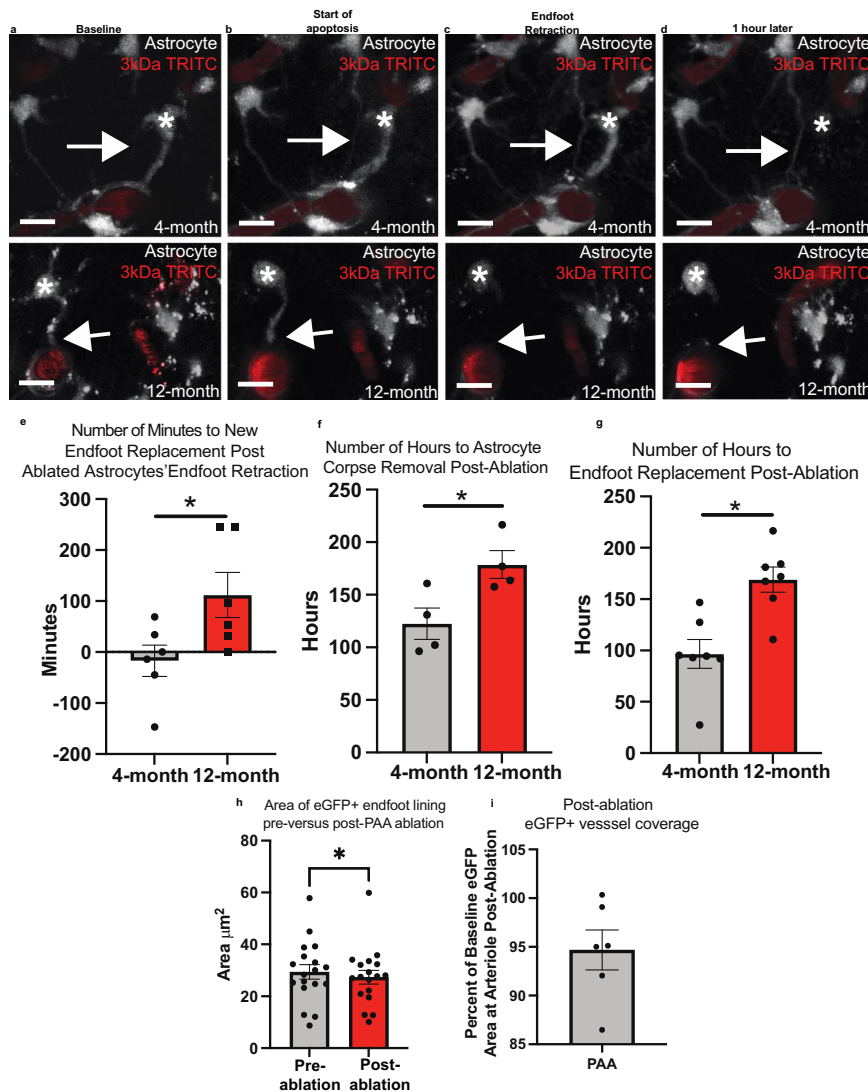 a
Baseline
b
Start of
apoptosis
c
Endfoot
Retraction
d
1 hour later
Astrocyte
3kDa TRITC
4-month
Astrocyte
3kDa TRITC
4-month
Astrocyte
3kDa TRITC
4-month
Astrocyte
3kDa TRITC
4-month
Astrocyte
3kDa TRITC
12-month
Astrocyte
3kDa TRITC
12-month
Astrocyte
3kDa TRITC
12-month
Astrocyte
3kDa TRITC
12-month
e
Number of Minutes to New
Endfoot Replacement Post
Ablated Astrocytes'Endfoot Retraction
Minutes
300
200
100
0
-100
-200
*
4-month 12-month
f
Number of Hours to Astrocyte
Corpse Removal Post-Ablation
Hours
250
200
150
100
50
0
*
4-month 12-month
g
Number of Hours to
Endfoot Replacement Post-Ablation
Hours
250
200
150
100
50
0
*
4-month 12-month
h
Area of eGFP+ endfoot lining
pre-versus post-PAA ablation
Area μm²
80
60
40
20
0
*
Pre-
ablation
Post-
ablation
i
Post-ablation
eGFP+ vesssel coverage
Percent of Baseline eGFP
Area at Arteriole Post-Ablation
105
100
95
90
85
PAA